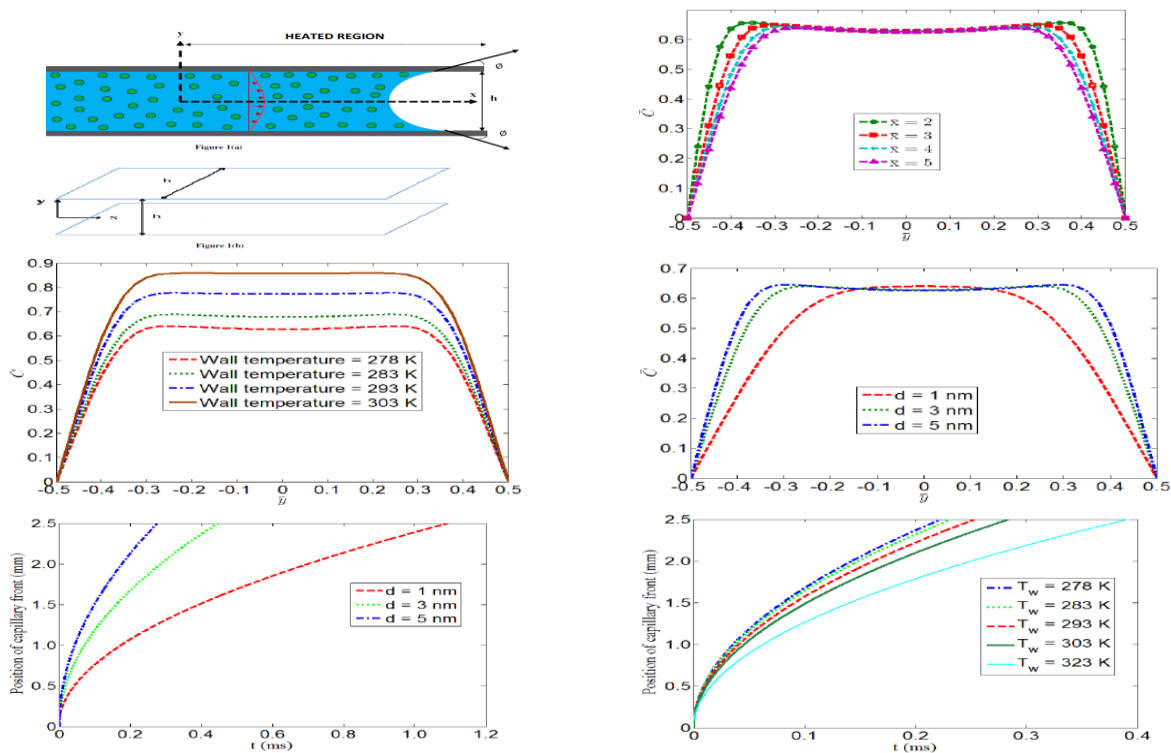 y
HEATED REGION
∅
x
h
∅
Figure 1(a)
b
y
x
h
Figure 1(b)
0.6
0.5
0.4
0.3
0.2
0.1
0
C̄
x̄ = 2
x̄ = 3
x̄ = 4
x̄ = 5
-0.5 -0.4 -0.3 -0.2 -0.1 0 0.1 0.2 0.3 0.4 0.5
ȳ
0.9
0.8
0.7
0.6
0.5
0.4
0.3
0.2
0.1
0
C̄
Wall temperature = 278 K
Wall temperature = 283 K
Wall temperature = 293 K
Wall temperature = 303 K
-0.5 -0.4 -0.3 -0.2 -0.1 0 0.1 0.2 0.3 0.4 0.5
ȳ
0.7
0.6
0.5
0.4
0.3
0.2
0.1
0
C̄
d = 1 nm
d = 3 nm
d = 5 nm
-0.5 -0.4 -0.3 -0.2 -0.1 0 0.1 0.2 0.3 0.4 0.5
ȳ
2.5
2.0
1.5
1.0
0.5
0
Position of capillary front (mm)
d = 1 nm
d = 3 nm
d = 5 nm
0 0.2 0.4 0.6 0.8 1.0 1.2
t (ms)
2.5
2.0
1.5
1.0
0.5
0
Position of capillary front (mm)
T_w = 278 K
T_w = 283 K
T_w = 293 K
T_w = 303 K
T_w = 323 K
0 0.1 0.2 0.3 0.4
t (ms)